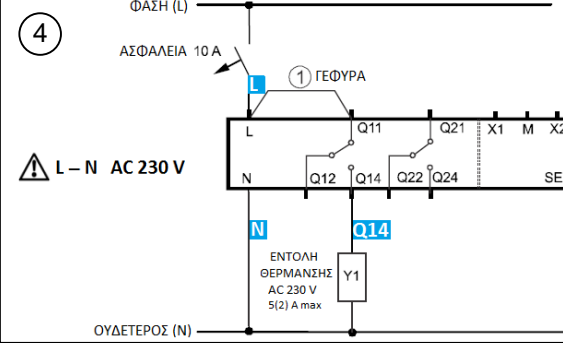 ΦΑΣΗ (L)
4
ΑΣΦΑΛΕΙΑ 10 A
L
1 ΓΕΦΥΡΑ
L Q11 Q21 X1 M X2
L – N AC 230 V
N Q12 Q14 Q22 Q24 SE
N Q14
ΕΝΤΟΛΗ
ΘΕΡΜΑΝΣΗΣ
AC 230 V
5(2) A max
Y1
ΟΥΔΕΤΕΡΟΣ (N)